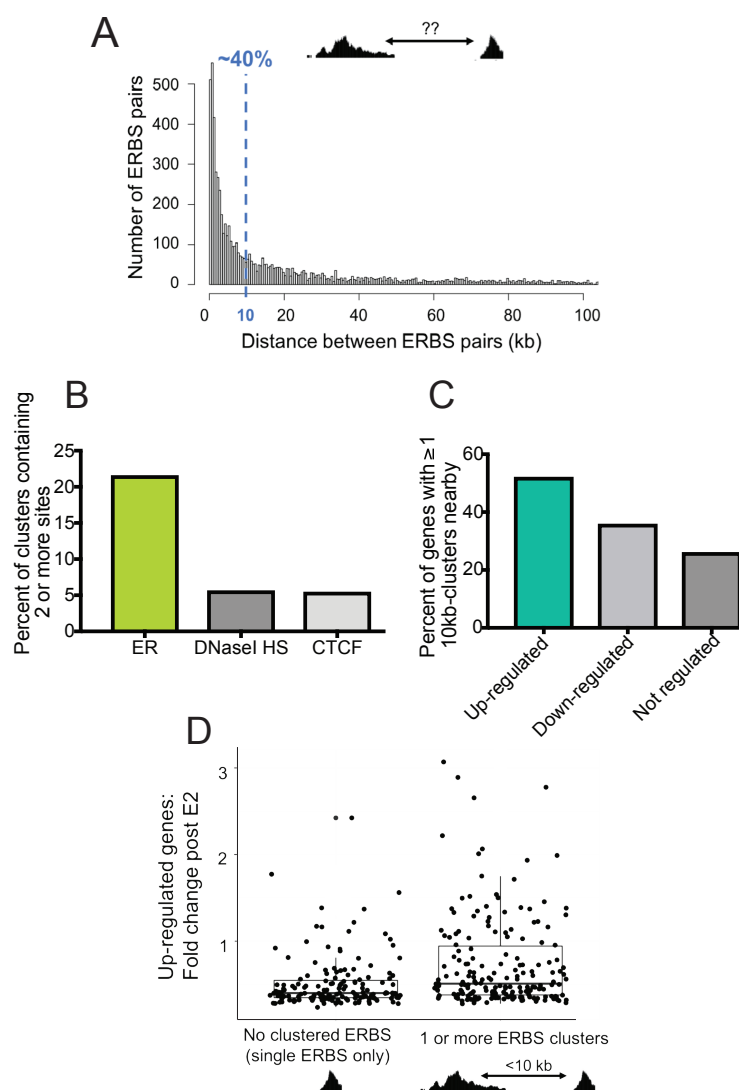 A
??
~40%
Number of ERBS pairs
500
400
300
200
100
0
0 10 20 40 60 80 100
Distance between ERBS pairs (kb)
B
Percent of clusters containing
2 or more sites
25
20
15
10
5
0
ER DNaseI HS CTCF
C
Percent of genes with ≥ 1
10kb-clusters nearby
60
40
20
0
Up-regulated
Down-regulated
Not regulated
D
Up-regulated genes:
Fold change post E2
3
2
1
No clustered ERBS
(single ERBS only)
1 or more ERBS clusters
<10 kb